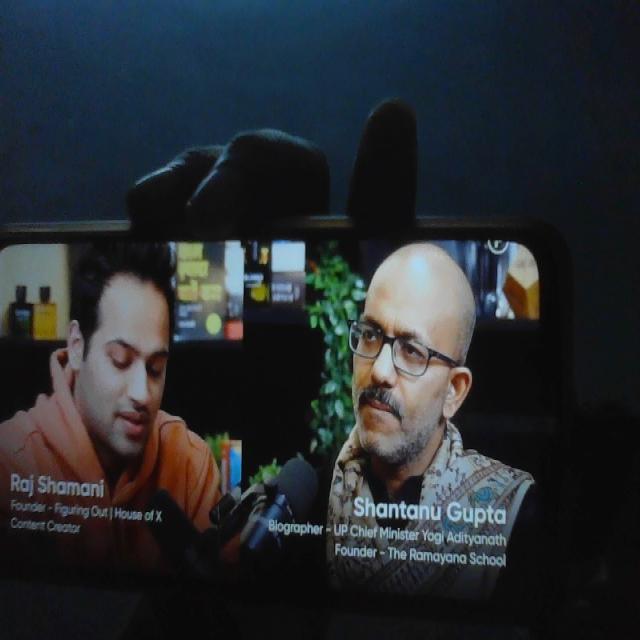 Raj Shamani
Founder - Figuring Out | House of X
Content Creator
Shantanu Gupta
Biographer - UP Chief Minister Yogi Adityanath
Founder - The Ramayana School